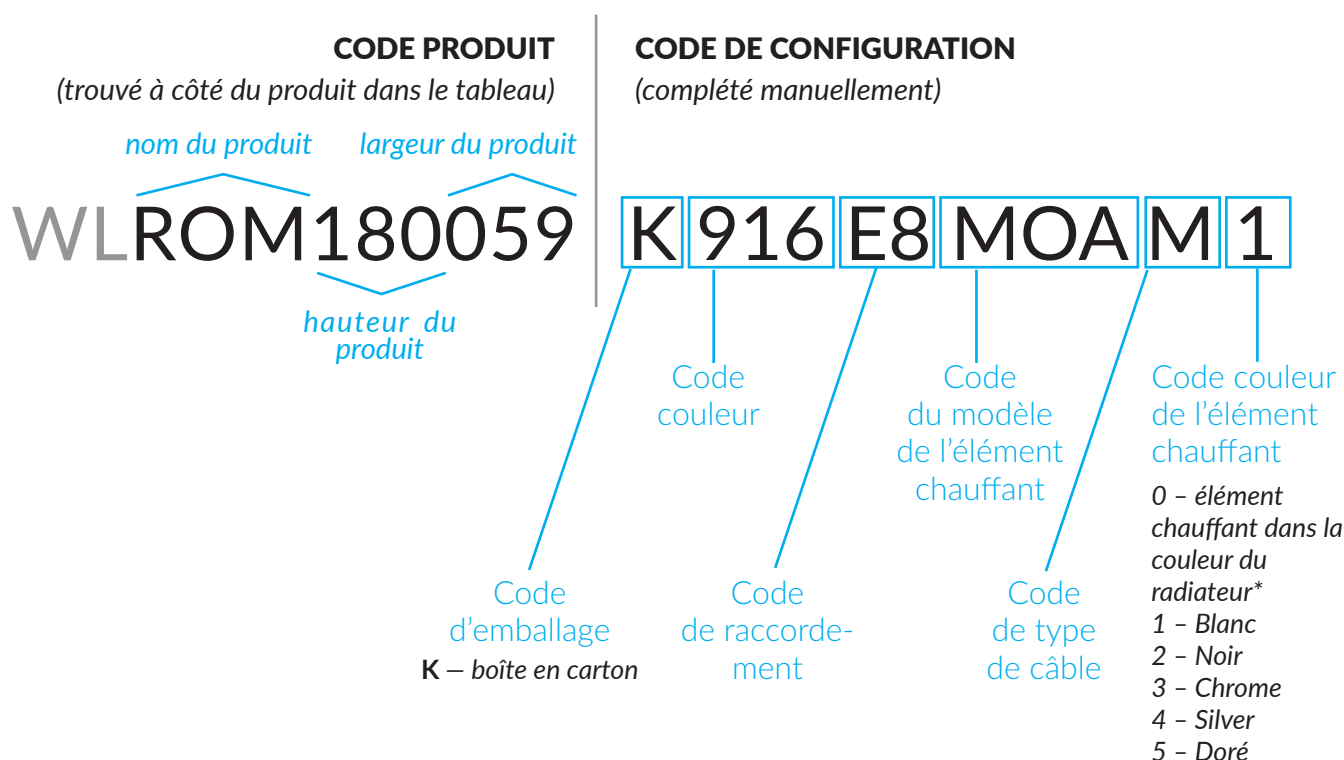 CODE PRODUIT
(trouvé à côté du produit dans le tableau)
CODE DE CONFIGURATION
(complété manuellement)
nom du produit
largeur du produit
WLROM180059
K 916 E8 MOA M 1
hauteur du
produit
Code
couleur
Code
du modèle
de l'élément
chauffant
Code couleur
de l'élément
chauffant
0 – élément
chauffant dans la
couleur du
radiateur*
1 – Blanc
2 – Noir
3 – Chrome
4 – Silver
5 – Doré
Code
d'emballage
K – boîte en carton
Code
de raccorde-
ment
Code
de type
de câble